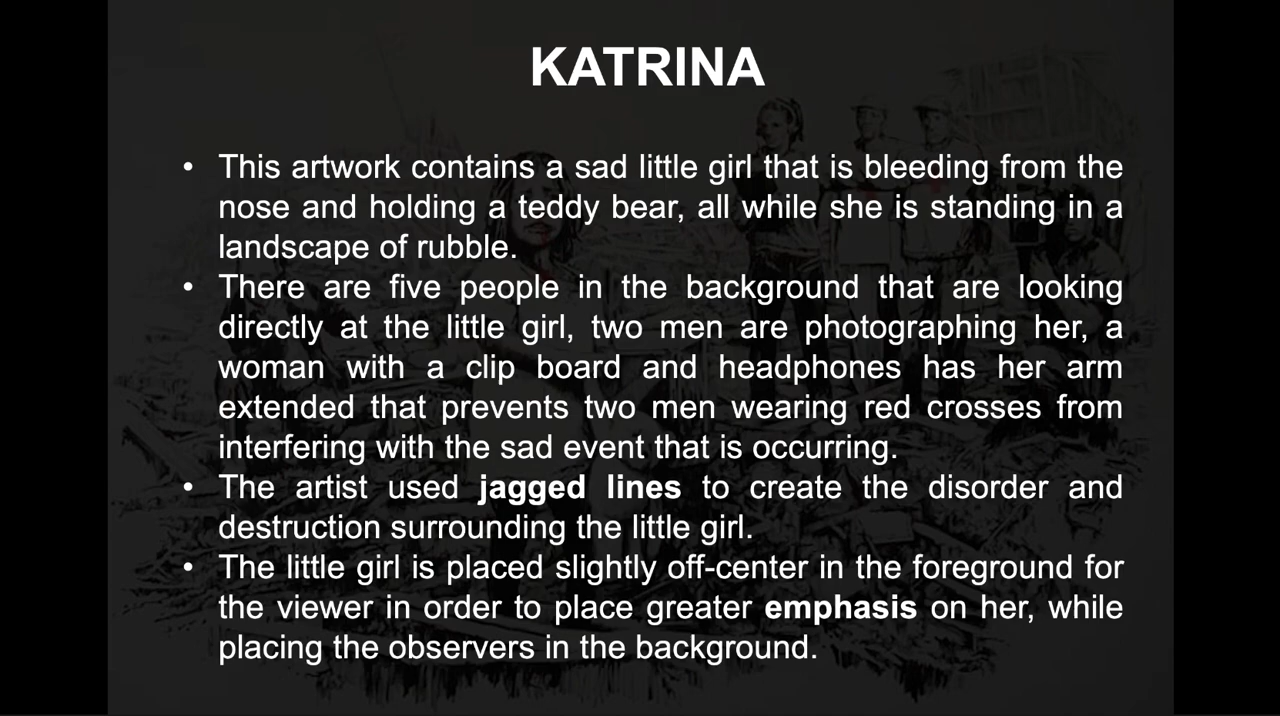 KATRINA
• This artwork contains a sad little girl that is bleeding from the
nose and holding a teddy bear, all while she is standing in a
landscape of rubble.
• There are five people in the background that are looking
directly at the little girl, two men are photographing her, a
woman with a clip board and headphones has her arm
extended that prevents two men wearing red crosses from
interfering with the sad event that is occurring.
• The artist used jagged lines to create the disorder and
destruction surrounding the little girl.
• The little girl is placed slightly off-center in the foreground for
the viewer in order to place greater emphasis on her, while
placing the observers in the background.